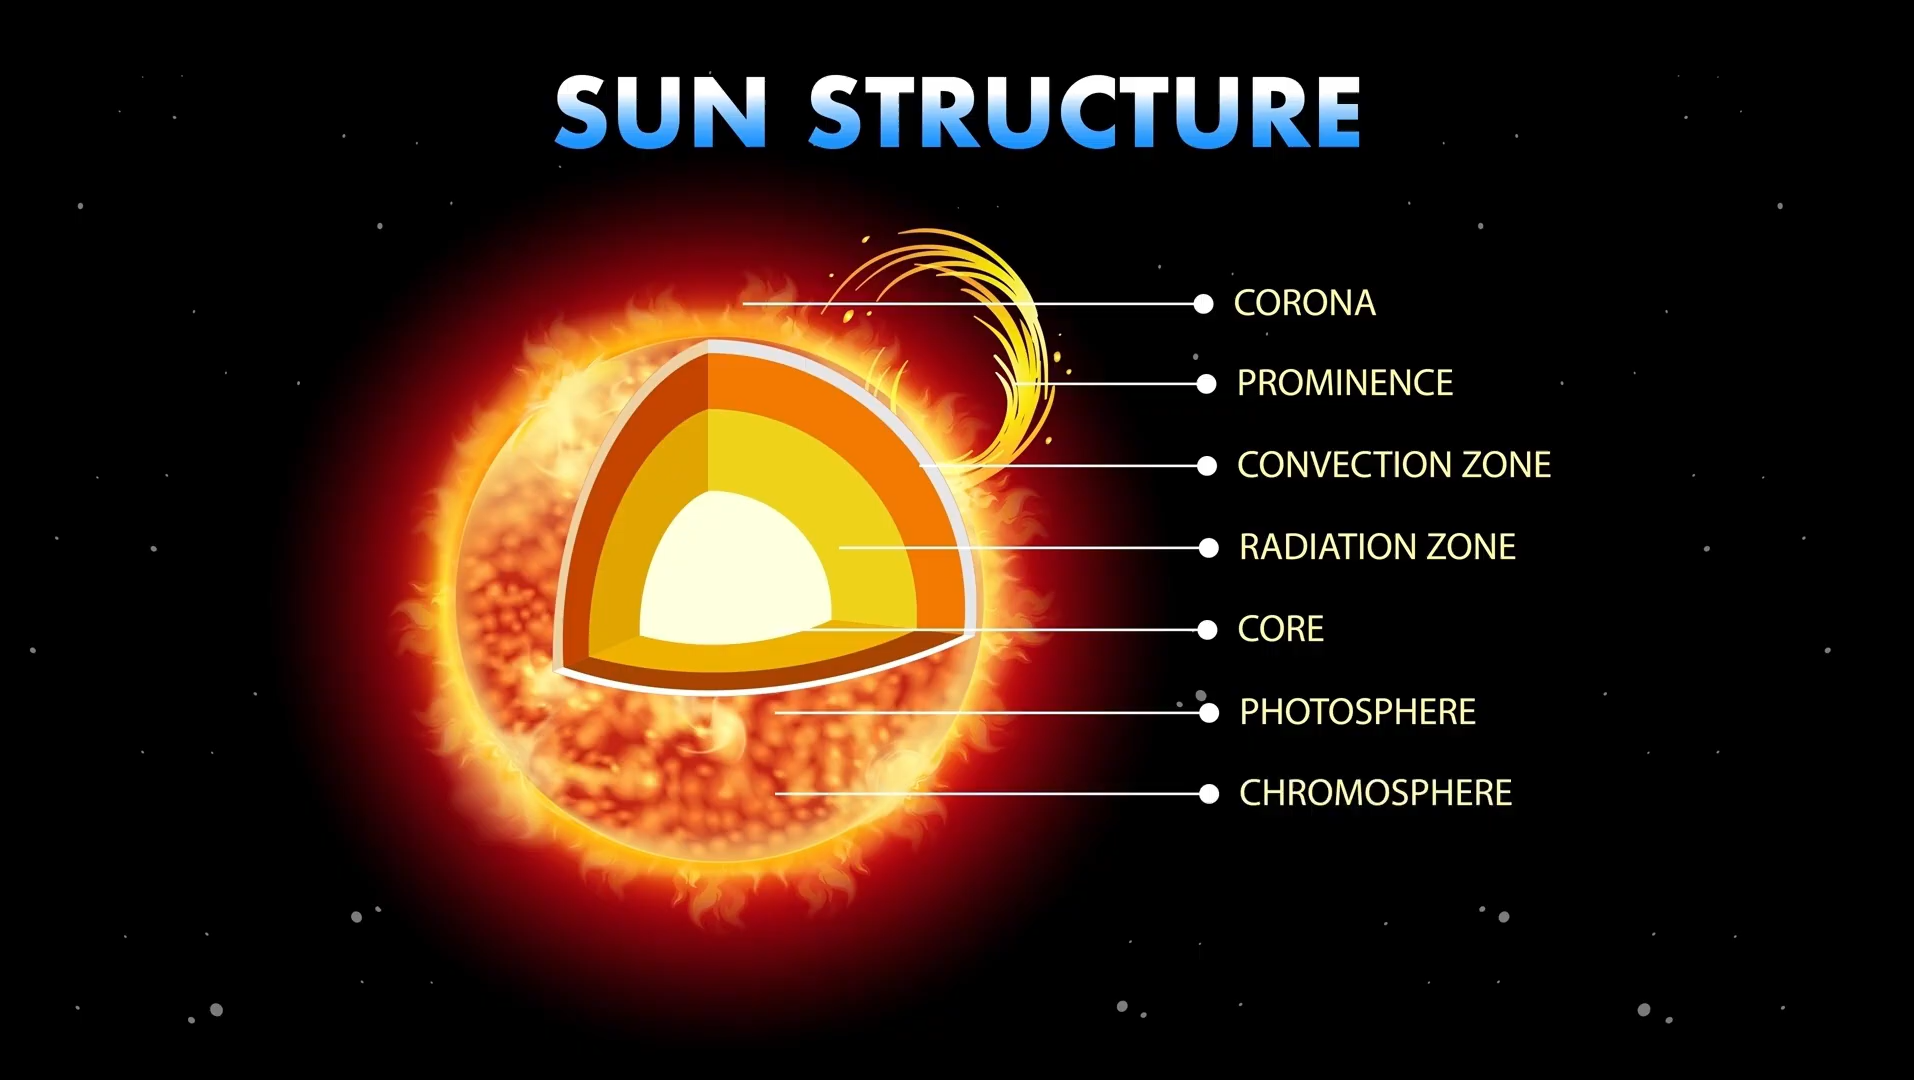 SUN STRUCTURE
CORONA
PROMINENCE
CONVECTION ZONE
RADIATION ZONE
CORE
PHOTOSPHERE
CHROMOSPHERE